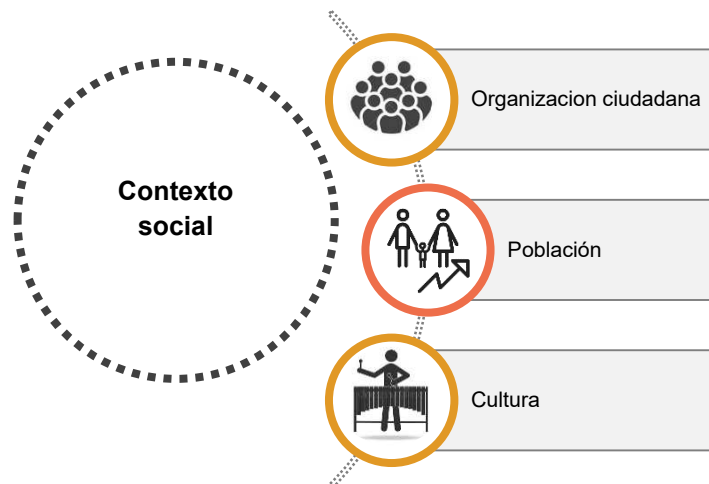 Contexto
social
Organizacion ciudadana
Población
Cultura